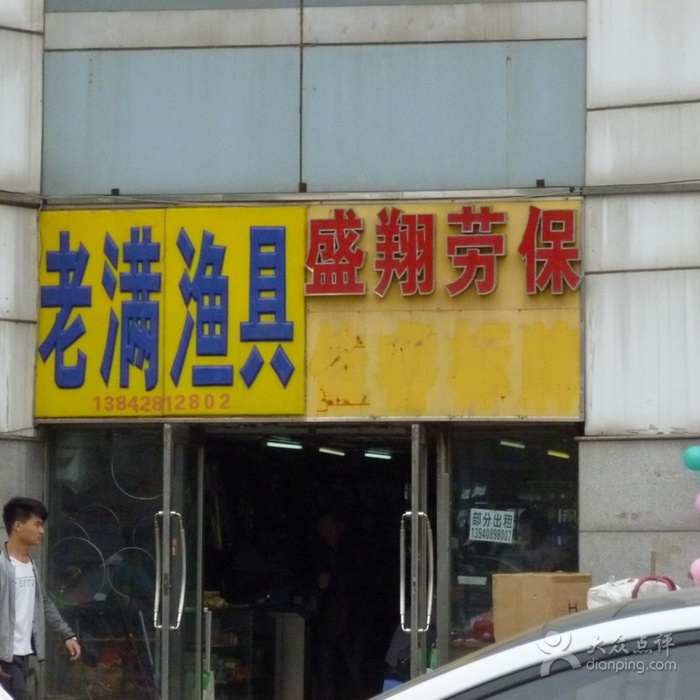 老满渔具
13842812802
盛翔劳保
部分出租
13940898007
大众点评
dianping.com